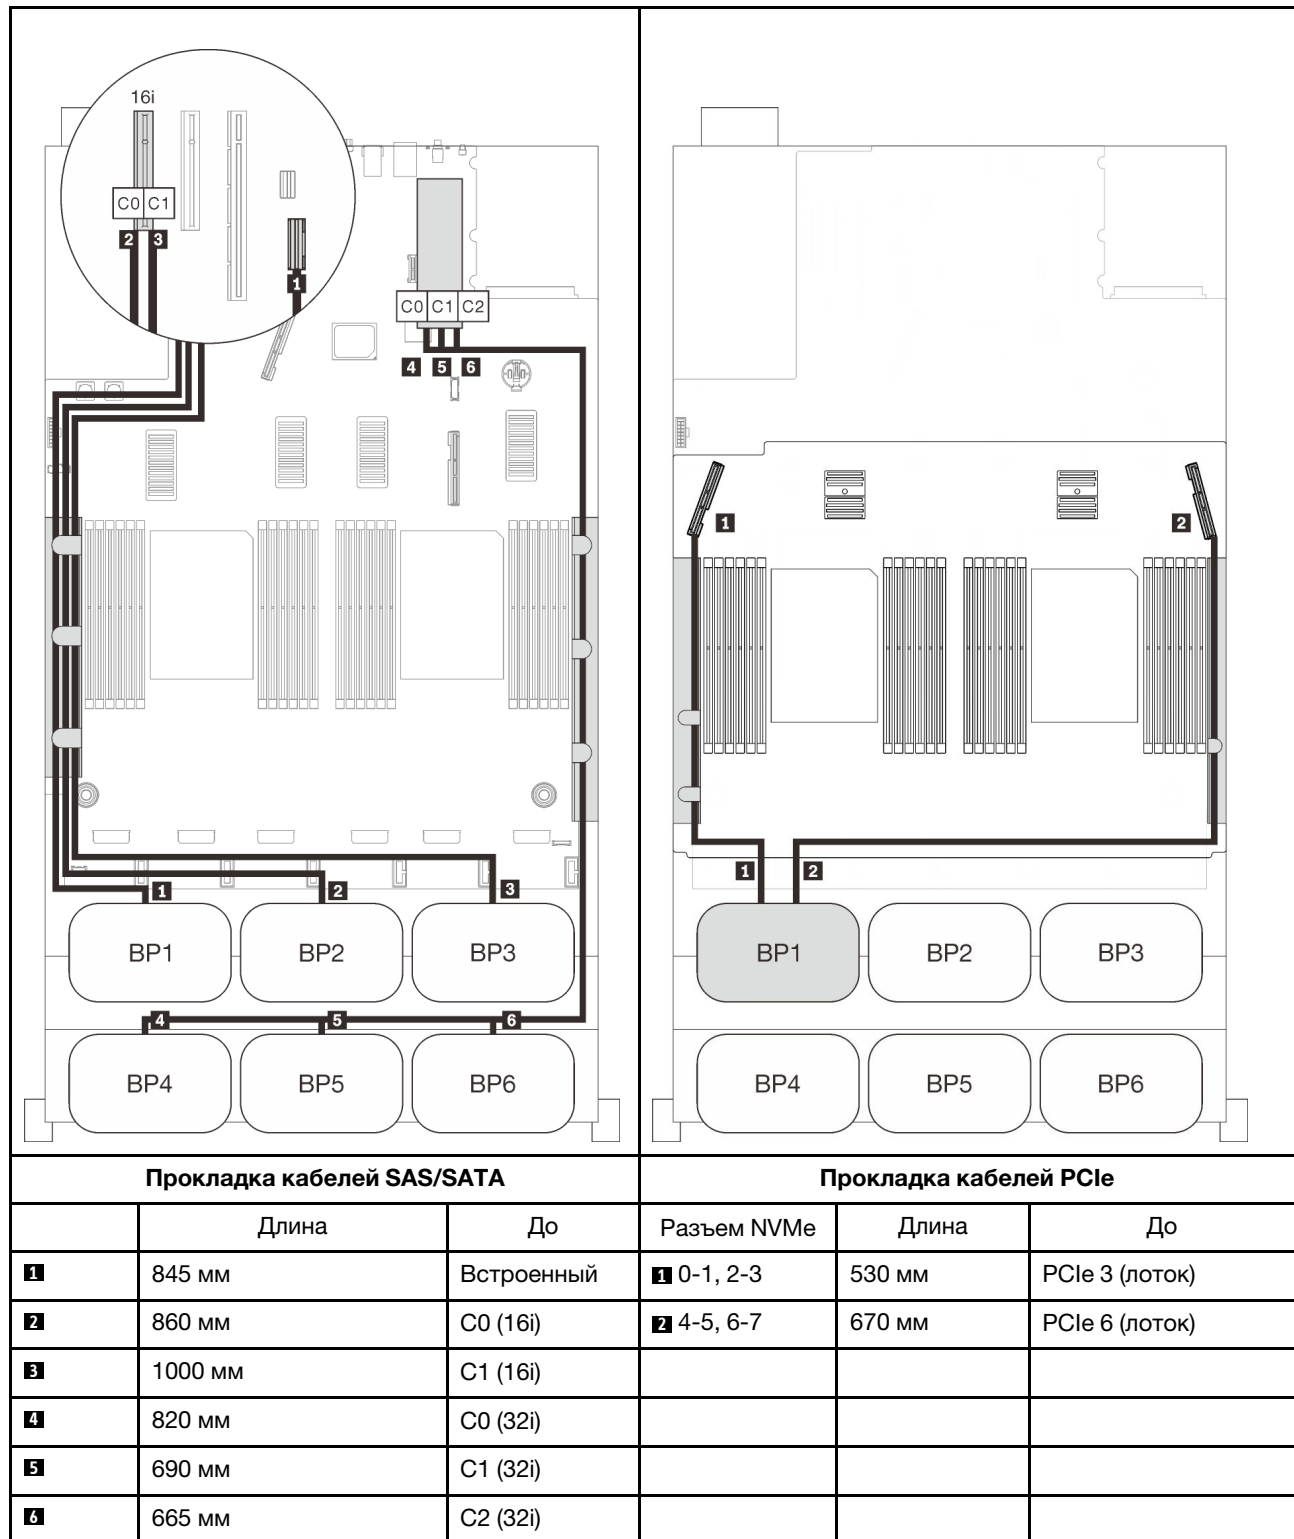 16i
C0 C1
2 3
1
C0 C1 C2
4 5 6
1 2 3
BP1 BP2 BP3
4 5 6
BP4 BP5 BP6
1 2
1 2
BP1 BP2 BP3
BP4 BP5 BP6
Прокладка кабелей SAS/SATA Прокладка кабелей PCIe
Длина До Разъем NVMe Длина До
1 845 мм Встроенный 1 0-1, 2-3 530 мм PCIe 3 (лоток)
2 860 мм C0 (16i) 2 4-5, 6-7 670 мм PCIe 6 (лоток)
3 1000 мм C1 (16i)
4 820 мм C0 (32i)
5 690 мм C1 (32i)
6 665 мм C2 (32i)